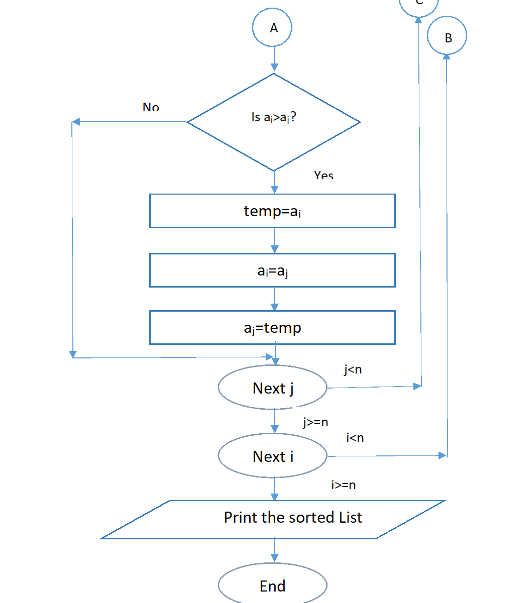 C
A
B
No
Is aᵢ>aⱼ?
Yes
temp=aᵢ
aᵢ=aⱼ
aⱼ=temp
j<n
Next j
j>=n
i<n
Next i
i>=n
Print the sorted List
End